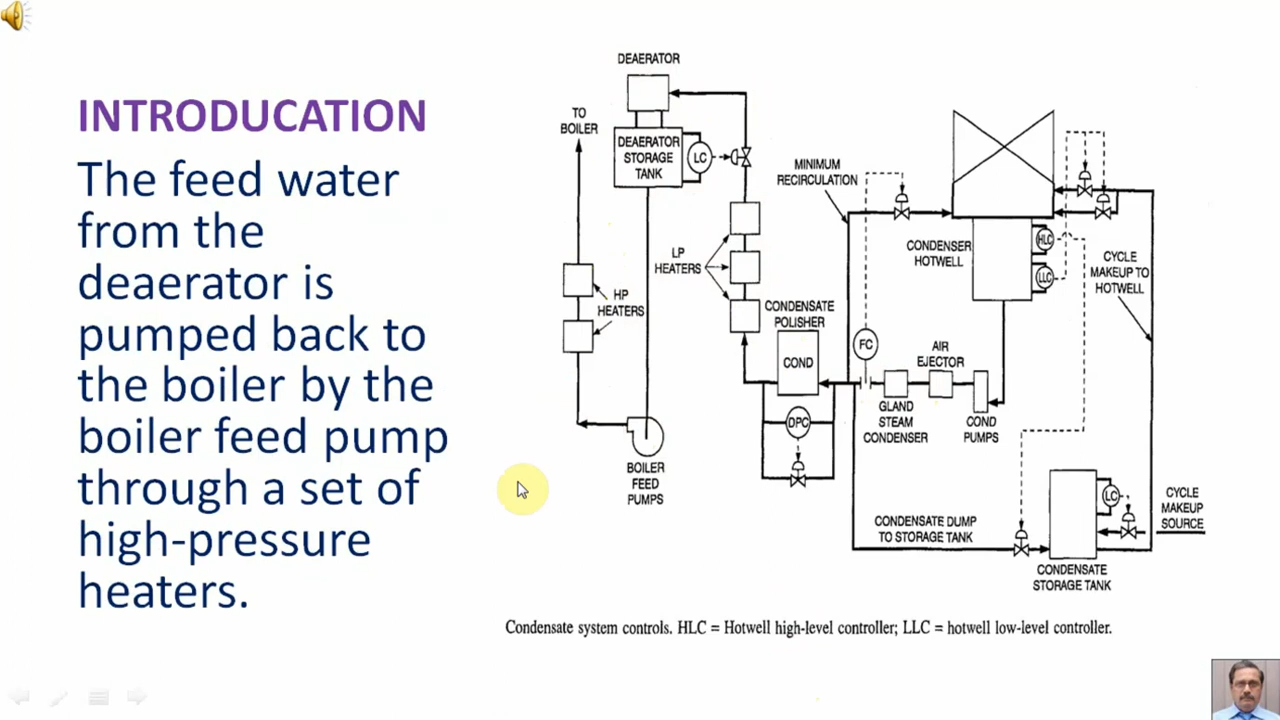 INTRODUCATION
The feed water
from the
deaerator is
pumped back to
the boiler by the
boiler feed pump
through a set of
high-pressure
heaters.
DEAERATOR
TO
BOILER
DEAERATOR
STORAGE
TANK
LC
MINIMUM
RECIRCULATION
LP
HEATERS
HP
HEATERS
CONDENSER
HOTWELL
HLC
LLC
CYCLE
MAKEUP TO
HOTWELL
CONDENSATE
POLISHER
COND
FC
AIR
EJECTOR
GLAND
STEAM
CONDENSER
COND
PUMPS
DPC
BOILER
FEED
PUMPS
CONDENSATE DUMP
TO STORAGE TANK
LC
CYCLE
MAKEUP
SOURCE
CONDENSATE
STORAGE TANK
Condensate system controls. HLC = Hotwell high-level controller; LLC = hotwell low-level controller.